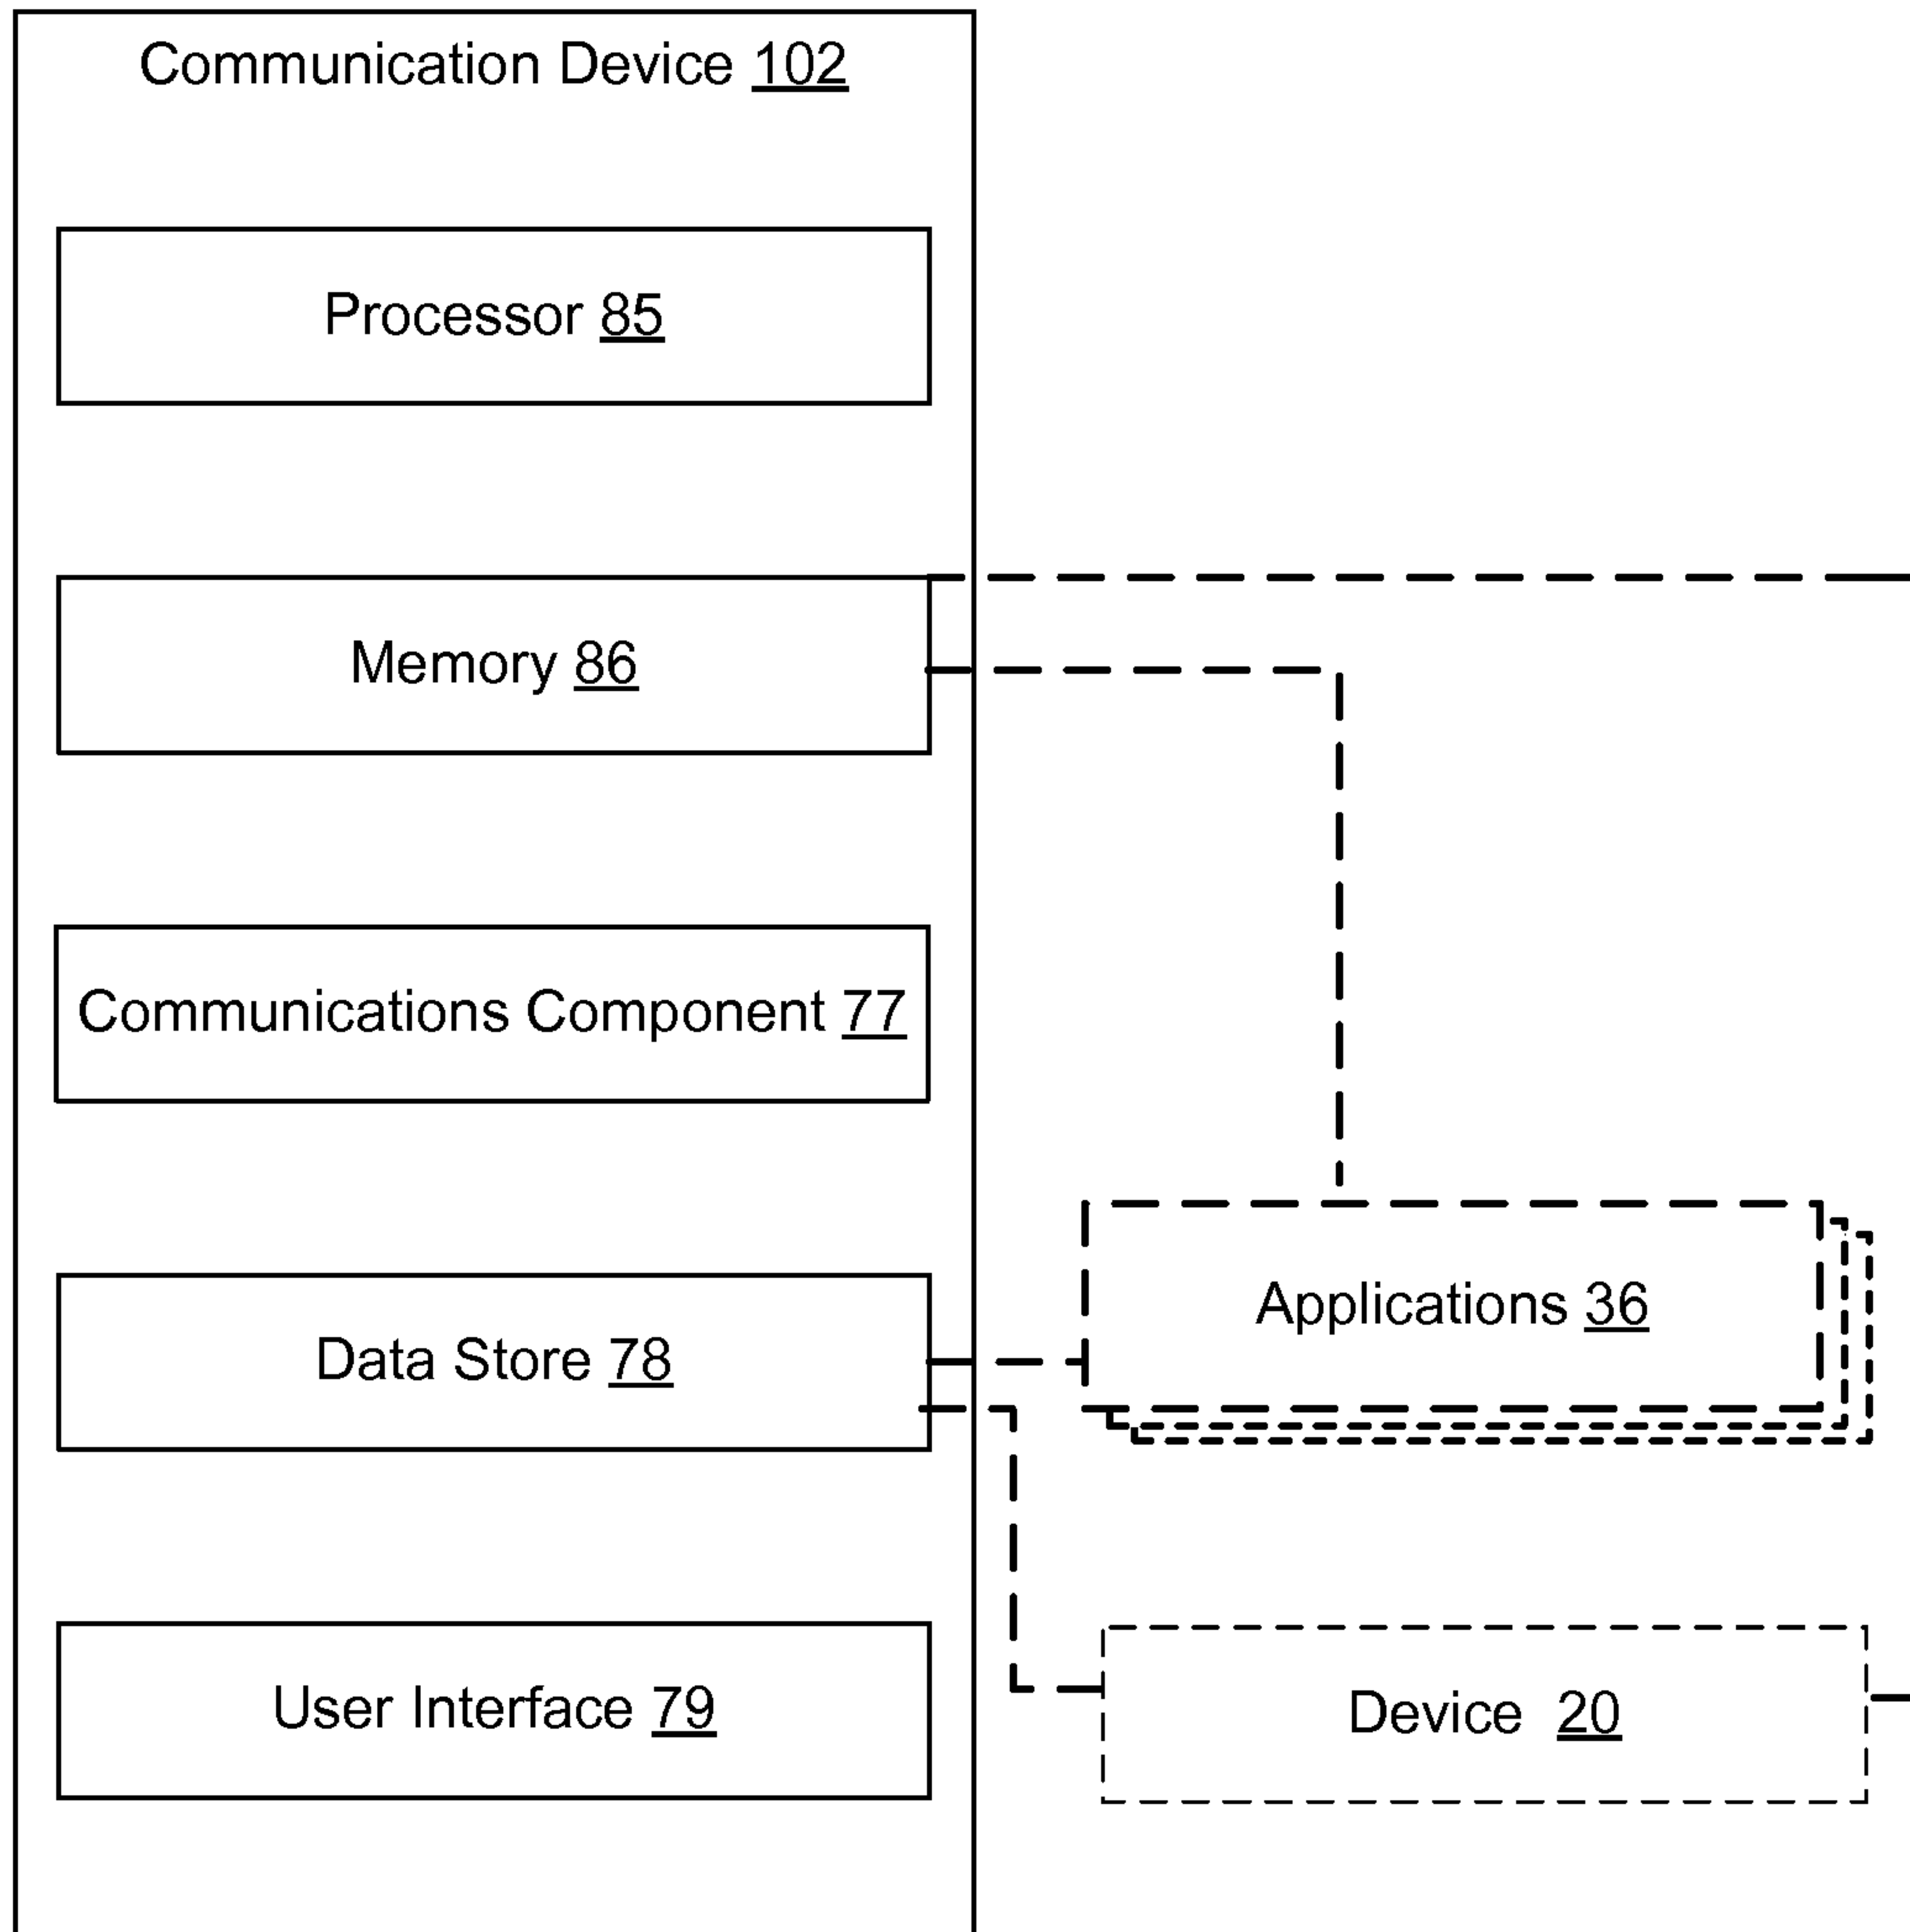 Communication Device 102
Processor 85
Memory 86
Communications Component 77
Data Store 78
Applications 36
User Interface 79
Device 20